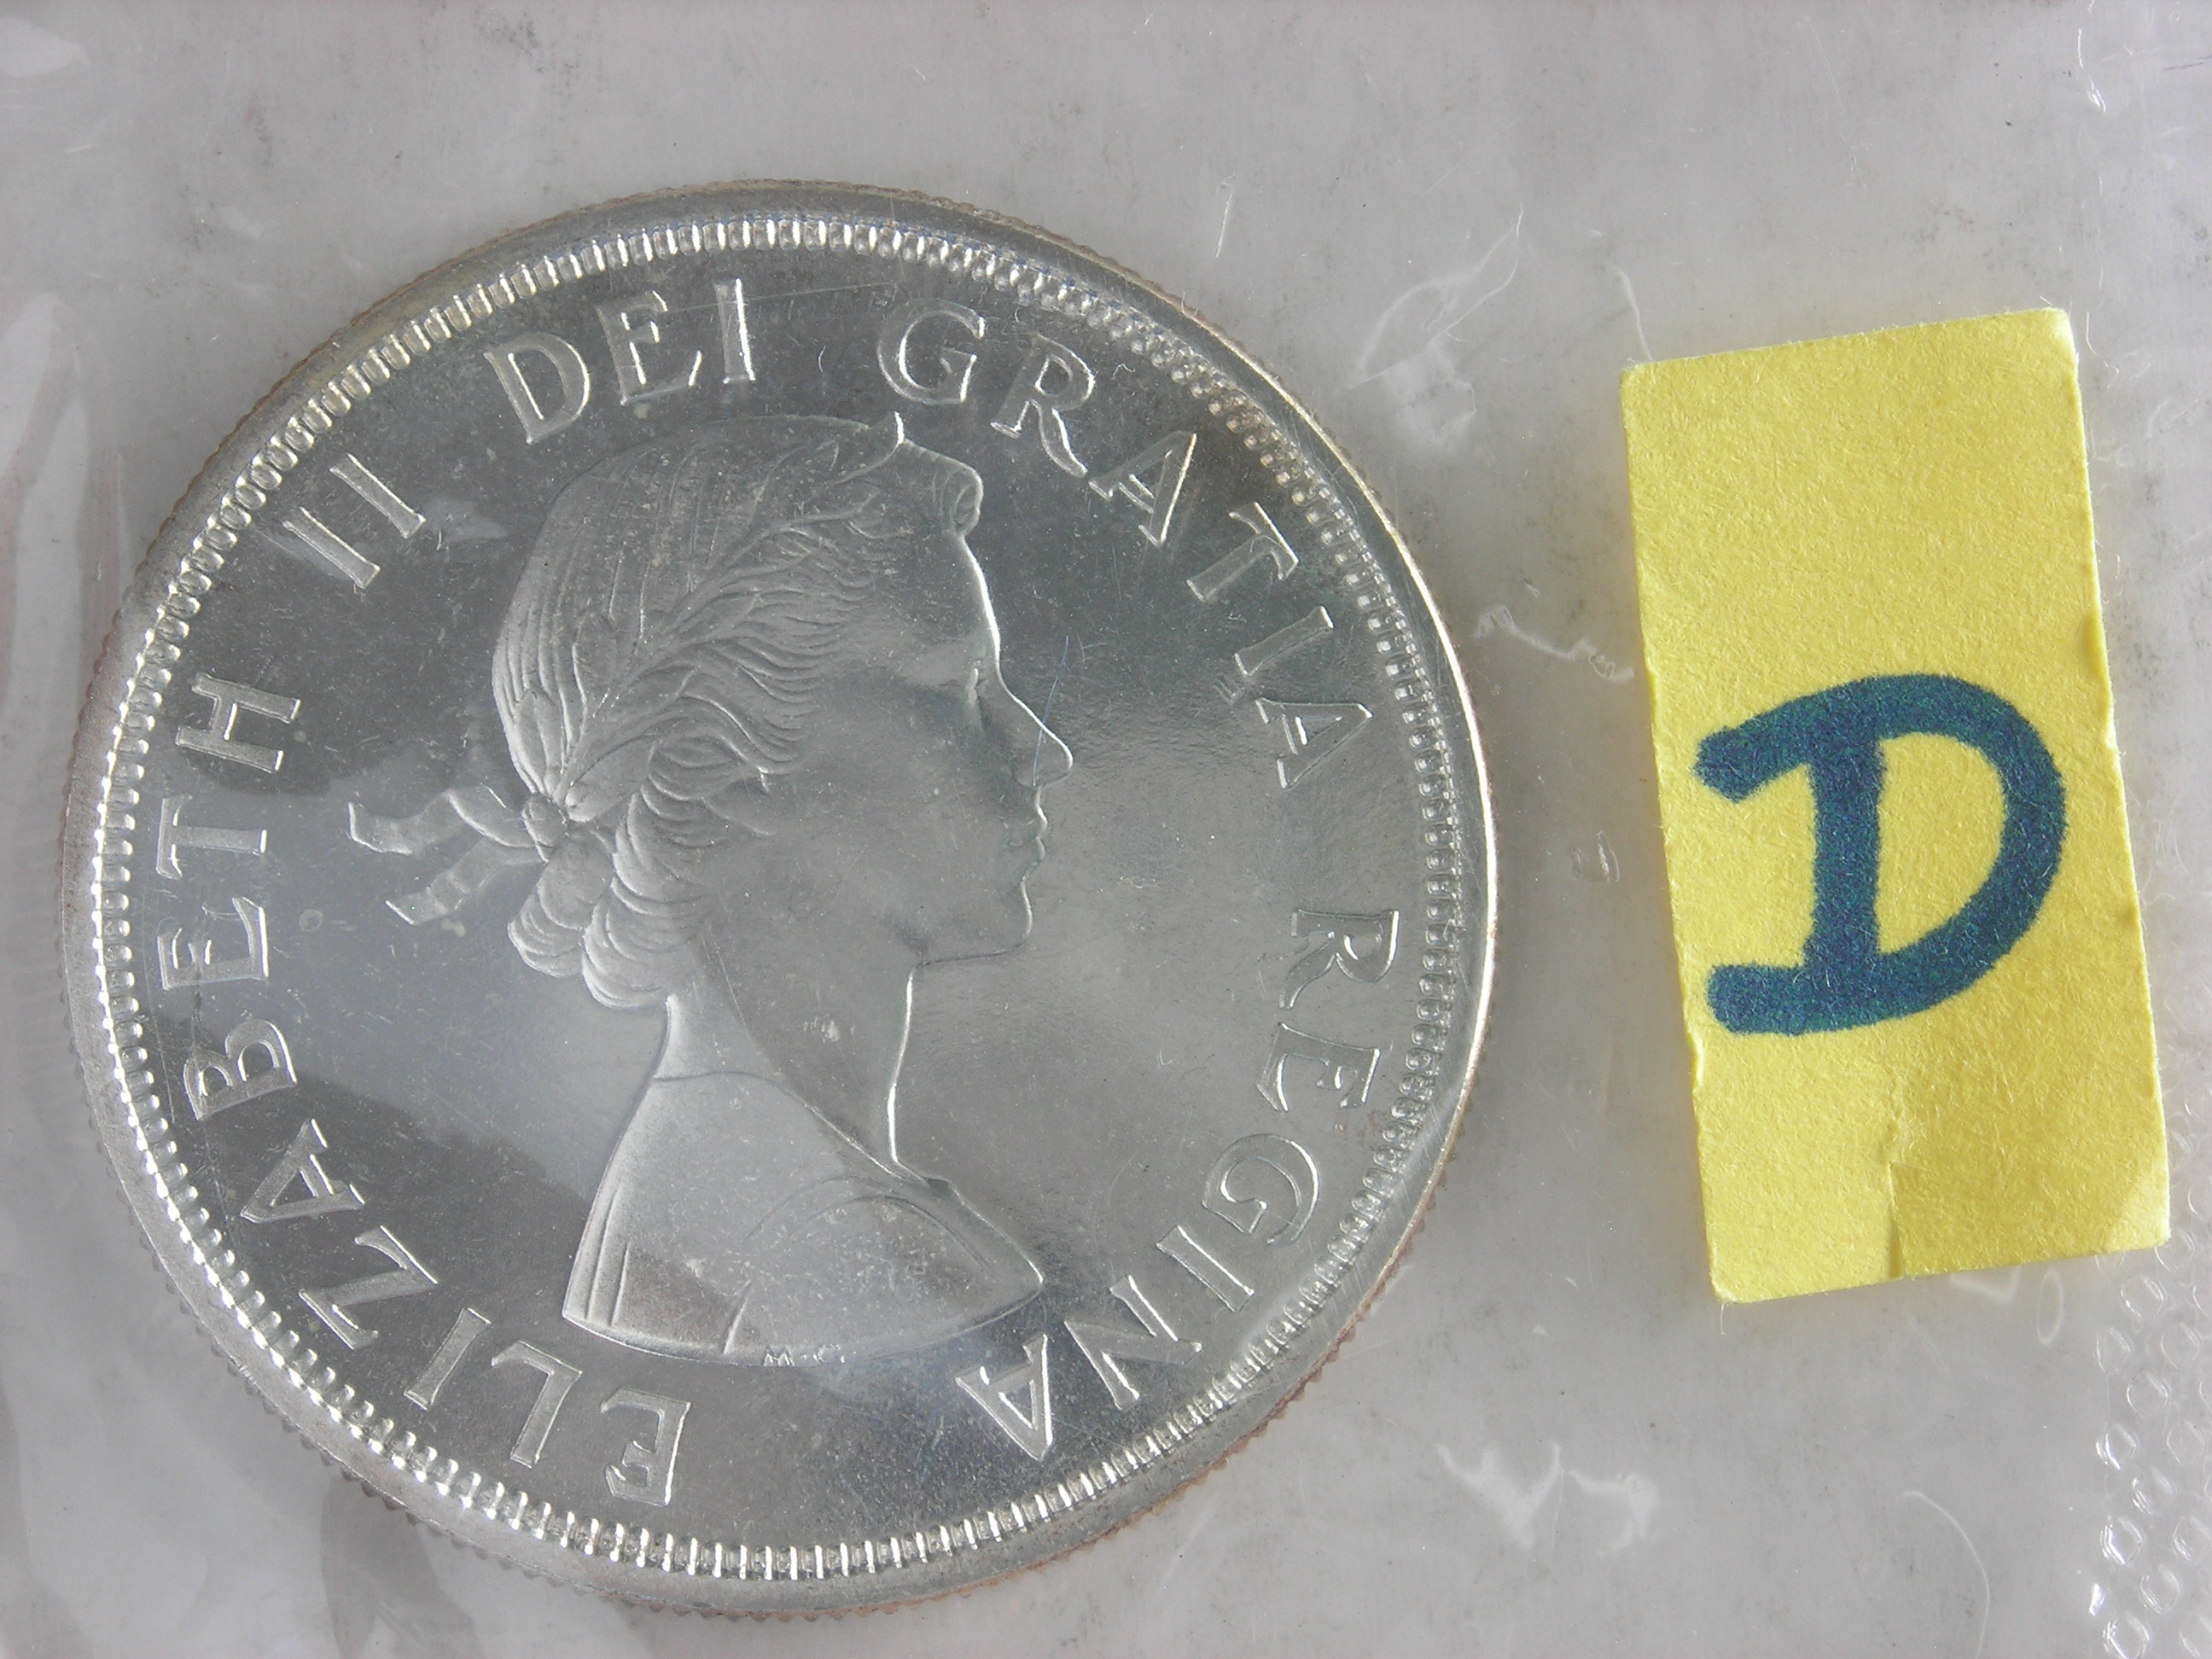 ELIZABETH II DEI GRATIA REGINA
M.G.
D